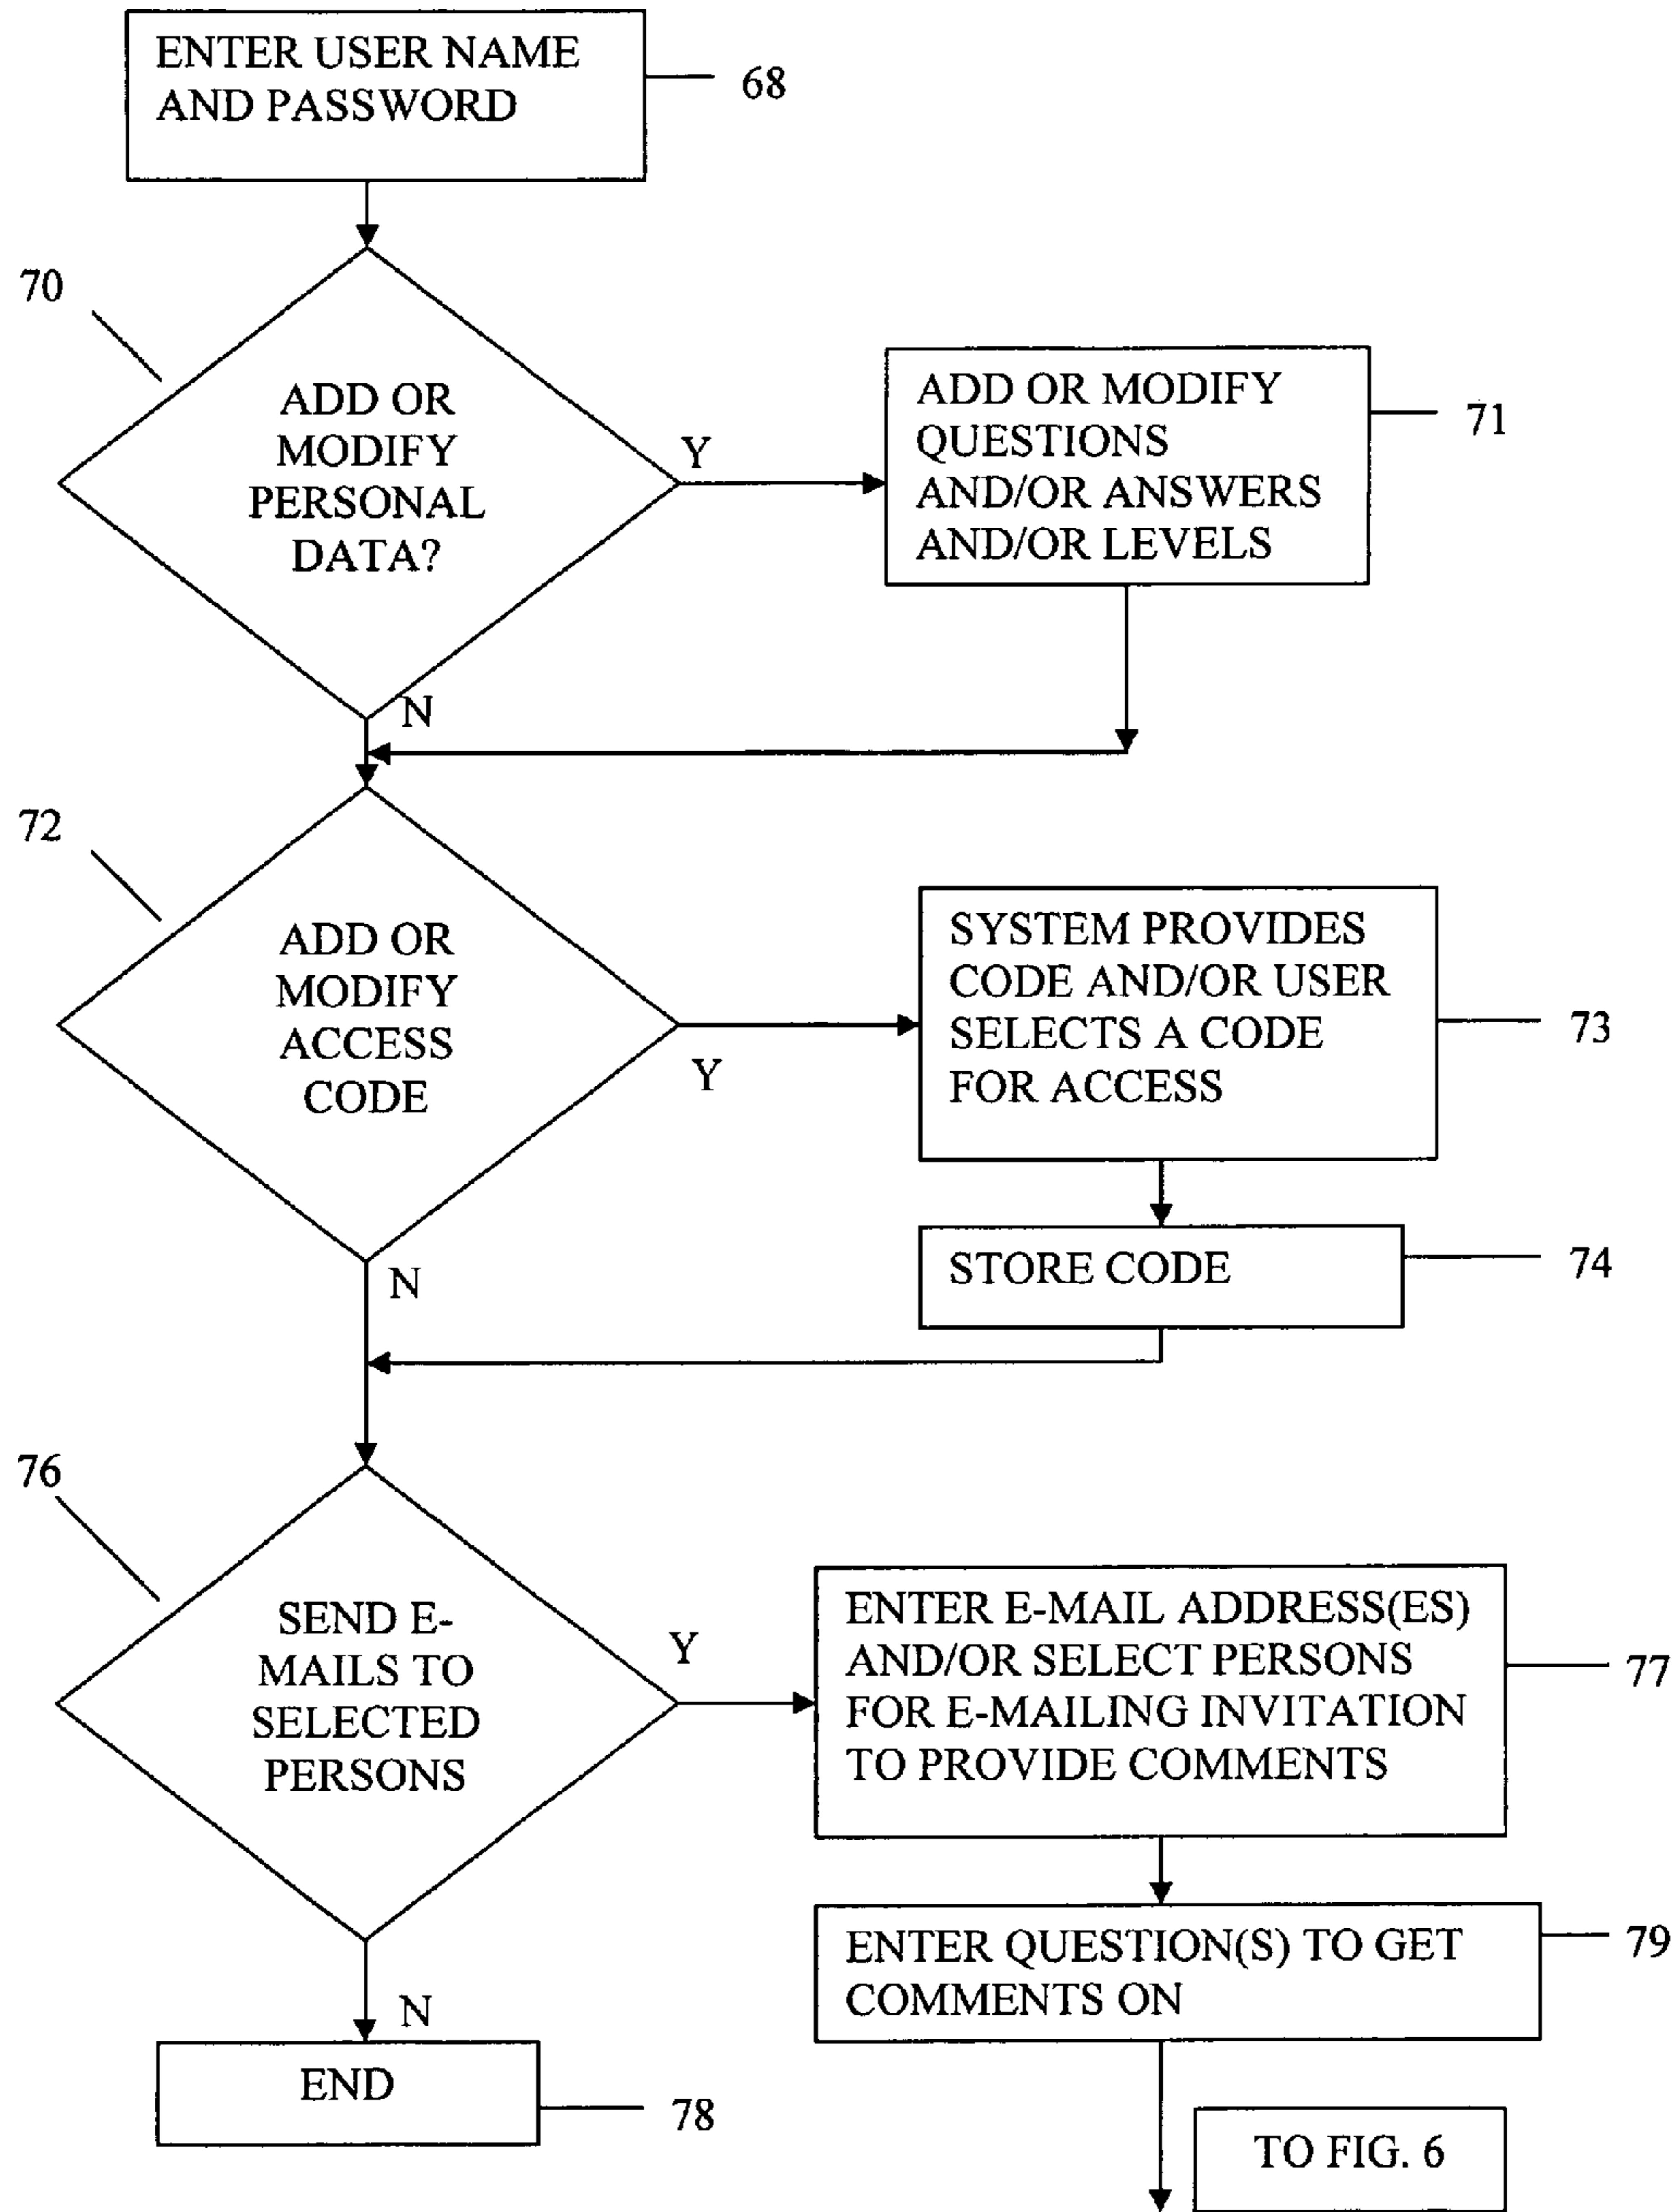 ENTER USER NAME
AND PASSWORD
68
70
ADD OR
MODIFY
PERSONAL
DATA?
Y
ADD OR MODIFY
QUESTIONS
AND/OR ANSWERS
AND/OR LEVELS
71
N
72
ADD OR
MODIFY
ACCESS
CODE
Y
SYSTEM PROVIDES
CODE AND/OR USER
SELECTS A CODE
FOR ACCESS
73
STORE CODE
74
N
76
SEND E-
MAILS TO
SELECTED
PERSONS
Y
ENTER E-MAIL ADDRESS(ES)
AND/OR SELECT PERSONS
FOR E-MAILING INVITATION
TO PROVIDE COMMENTS
77
ENTER QUESTION(S) TO GET
COMMENTS ON
79
N
END
78
TO FIG. 6